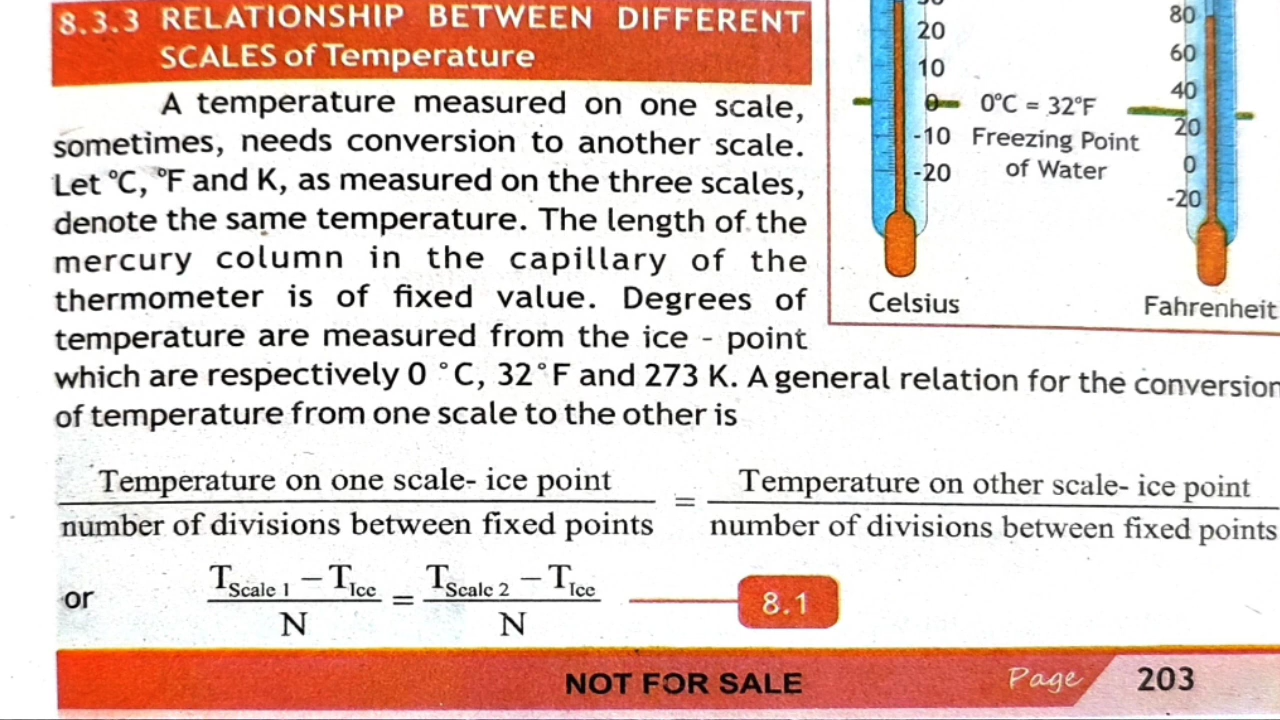 8.3.3 RELATIONSHIP BETWEEN DIFFERENT
SCALES of Temperature
A temperature measured on one scale,
sometimes, needs conversion to another scale.
Let °C, °F and K, as measured on the three scales,
denote the same temperature. The length of the
mercury column in the capillary of the
thermometer is of fixed value. Degrees of
temperature are measured from the ice - point
which are respectively 0 °C, 32°F and 273 K. A general relation for the conversion
of temperature from one scale to the other is
20
10
0
-10
-20
0°C = 32°F
Freezing Point
of Water
80
60
40
20
0
-20
Celsius
Fahrenheit
Temperature on one scale- ice point = Temperature on other scale- ice point
number of divisions between fixed points number of divisions between fixed points
or
T Scale 1 – T Ice = T Scale 2 – T Ice
N N
8.1
NOT FOR SALE
Page 203